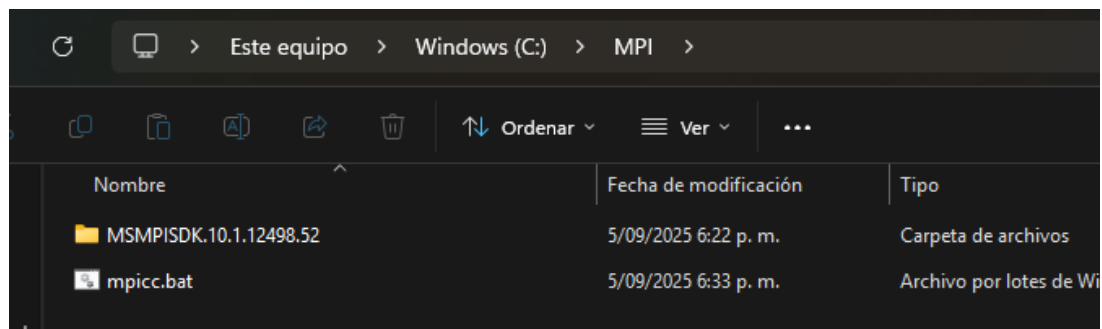 Este equipo > Windows (C:) > MPI >
Ordenar Ver ...
Nombre Fecha de modificación Tipo
MSMPISDK.10.1.12498.52 5/09/2025 6:22 p. m. Carpeta de archivos
mpicc.bat 5/09/2025 6:33 p. m. Archivo por lotes de Wi